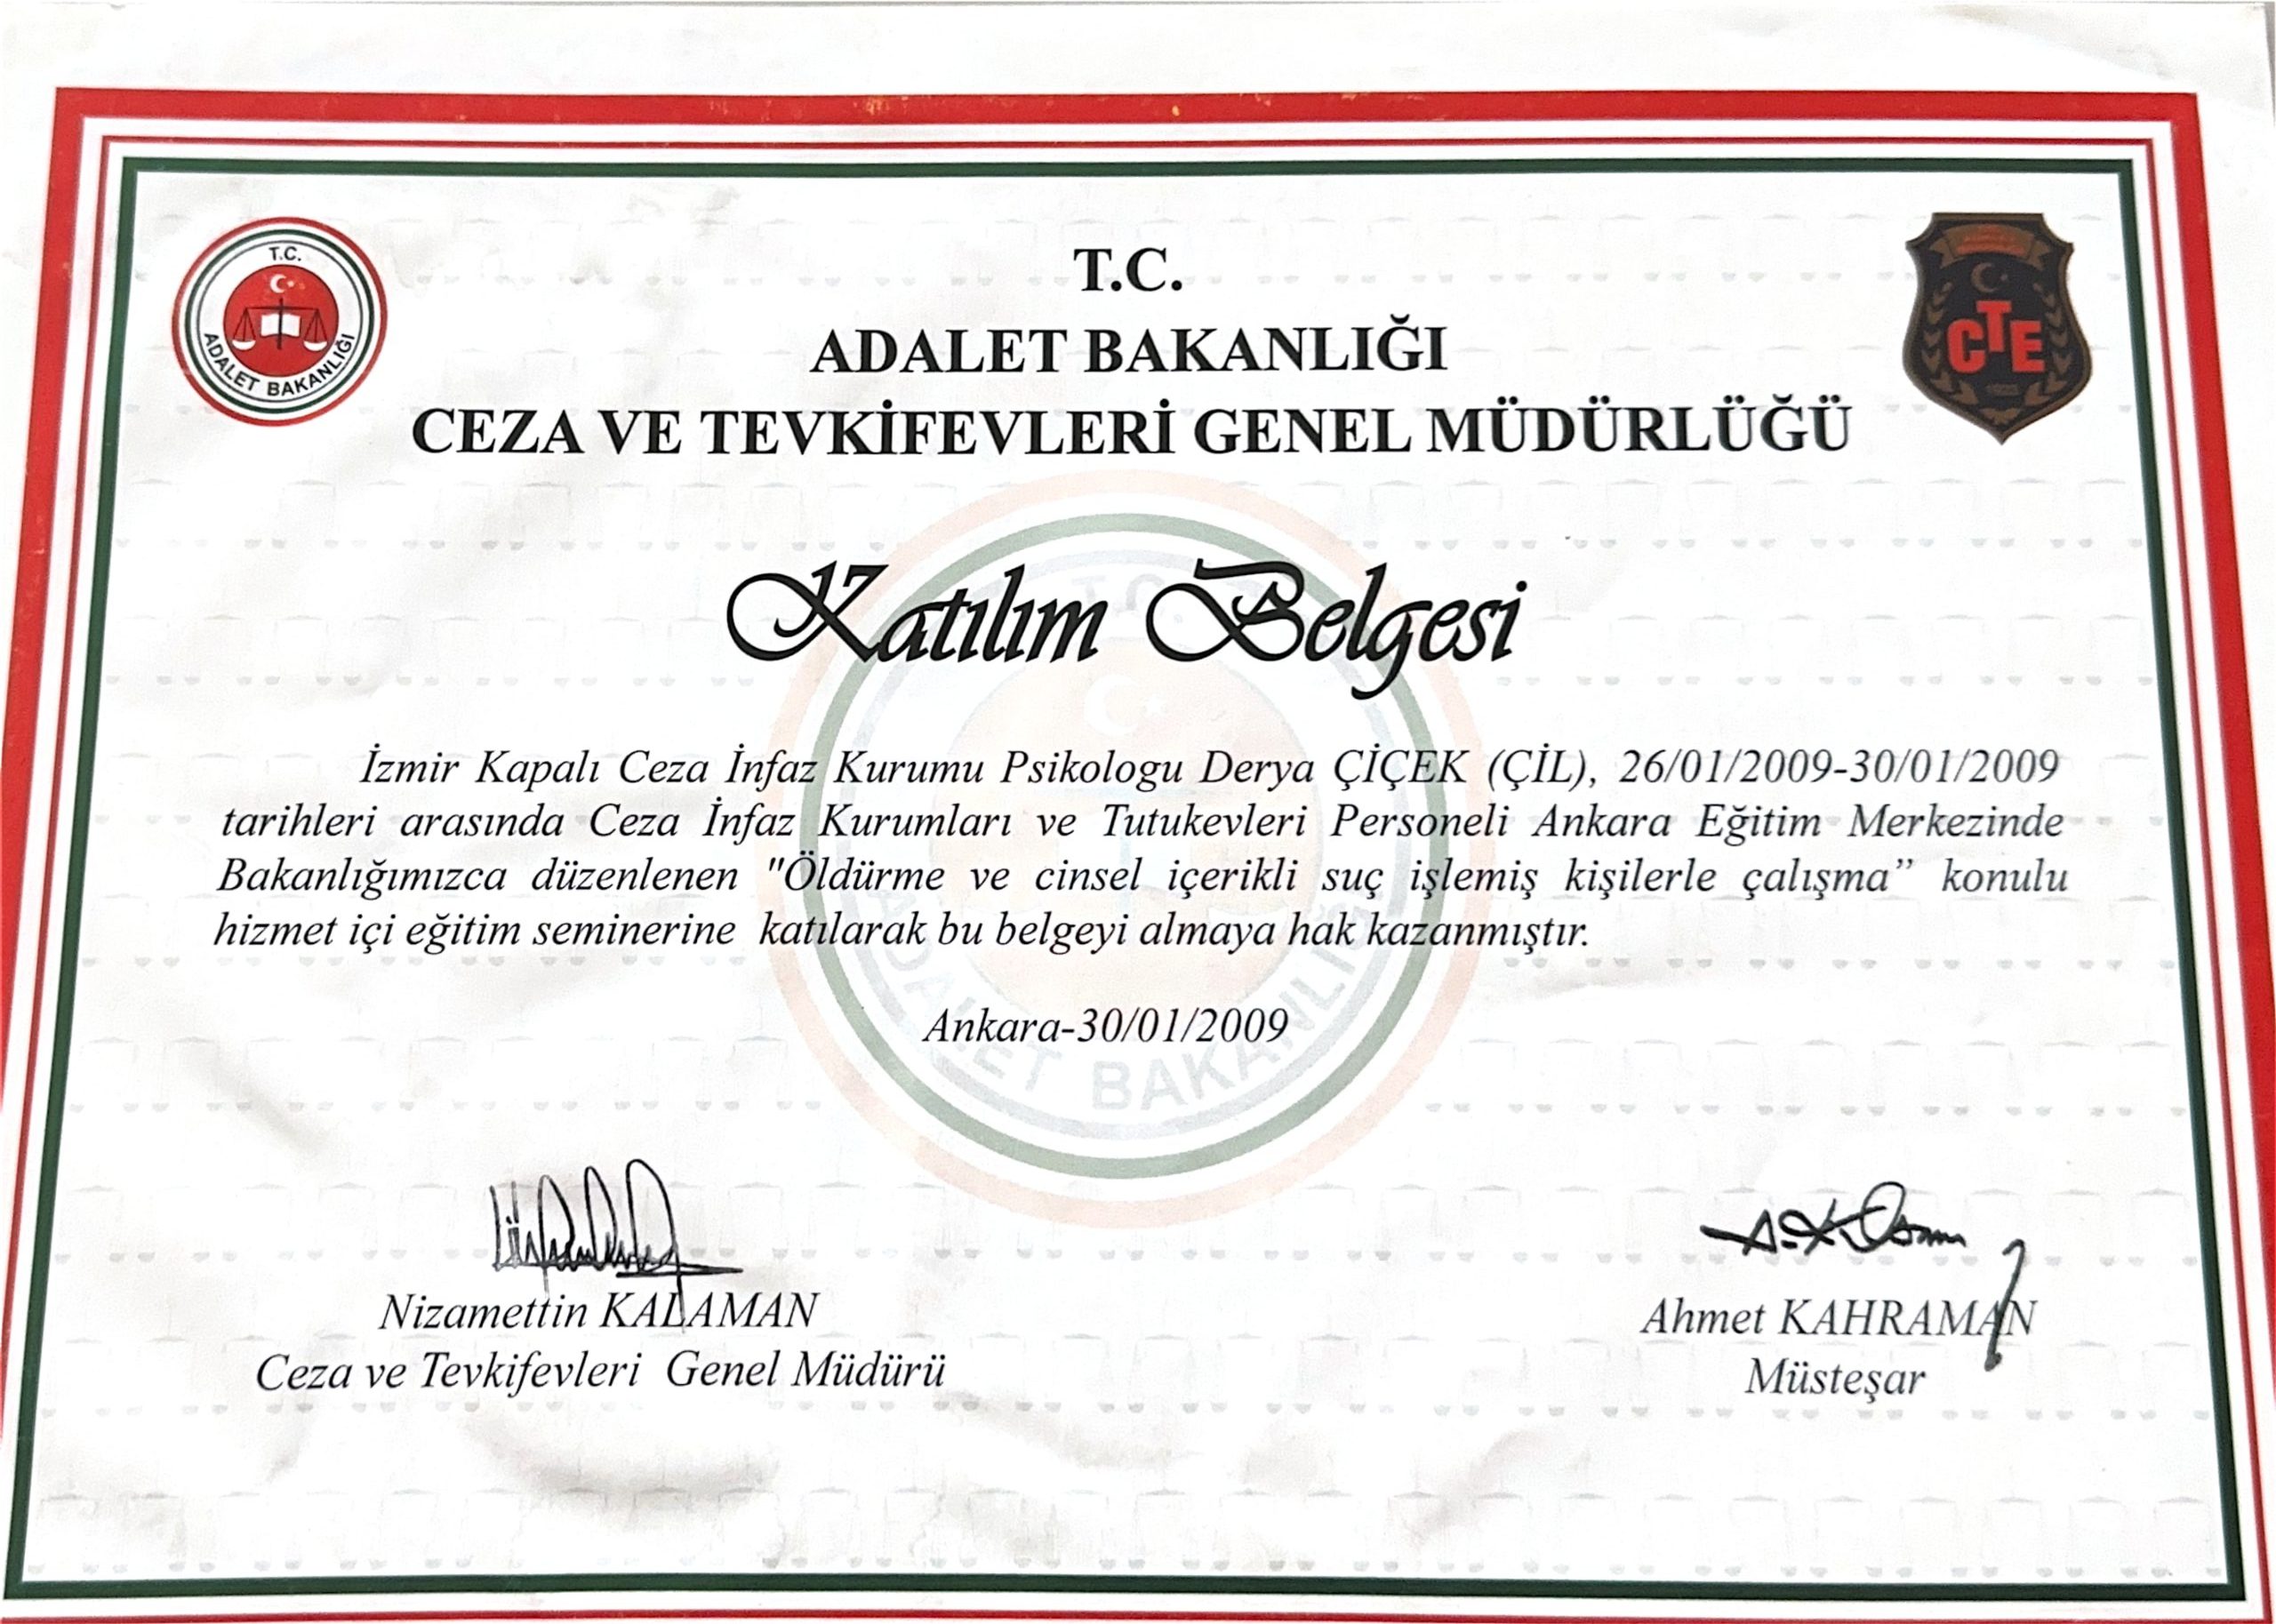 T.C.
ADALET BAKANLIĞI
CEZA VE TEVKİFEVLERİ GENEL MÜDÜRLÜĞÜ
T.C.
ADALET BAKANLIĞI
CTE
Katılım Belgesi
İzmir Kapalı Ceza İnfaz Kurumu Psikologu Derya ÇİÇEK (ÇİL), 26/01/2009-30/01/2009
tarihleri arasında Ceza İnfaz Kurumları ve Tutukevleri Personeli Ankara Eğitim Merkezinde
Bakanlığımızca düzenlenen "Öldürme ve cinsel içerikli suç işlemiş kişilerle çalışma” konulu
hizmet içi eğitim seminerine katılarak bu belgeyi almaya hak kazanmıştır.
Ankara-30/01/2009
T.C.
ADALET BAKANLIĞI
Nizamettin KALAMAN
Ceza ve Tevkifevleri Genel Müdürü
Ahmet KAHRAMAN
Müsteşar